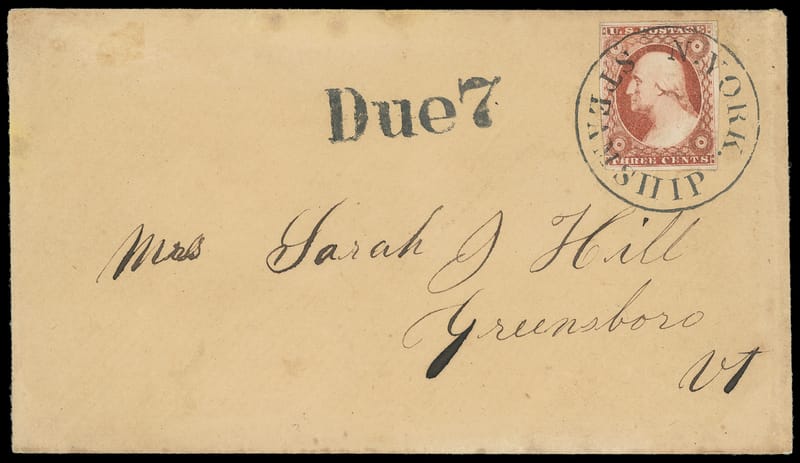 U.S. POSTAGE
THREE CENTS
N.YORK.
STEAMSHIP
Due 7
Mrs Sarah J Hill
Greensboro
Vt